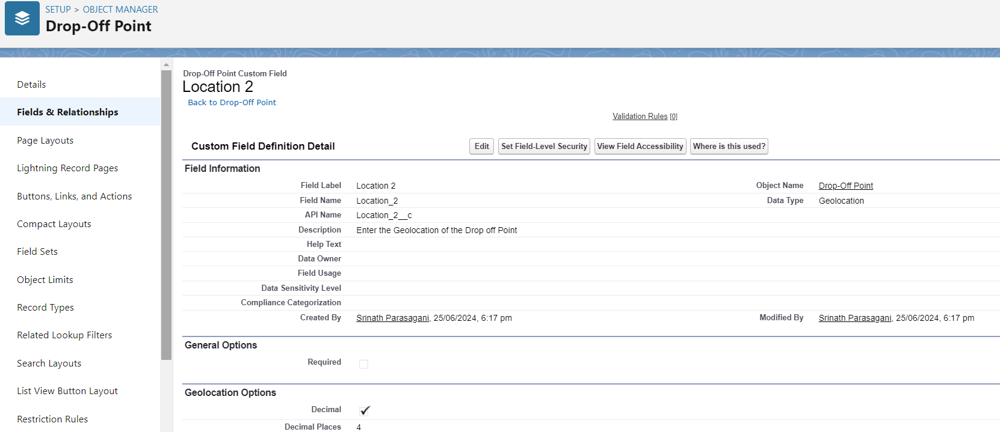 SETUP > OBJECT MANAGER
Drop-Off Point
Details
Fields & Relationships
Page Layouts
Lightning Record Pages
Buttons, Links, and Actions
Compact Layouts
Field Sets
Object Limits
Record Types
Related Lookup Filters
Search Layouts
List View Button Layout
Restriction Rules
Drop-Off Point Custom Field
Location 2
Back to Drop-Off Point
Validation Rules [0]
Custom Field Definition Detail Edit Set Field-Level Security View Field Accessibility Where is this used?
Field Information
Field Label Location 2 Object Name Drop-Off Point
Field Name Location_2 Data Type Geolocation
API Name Location_2__c
Description Enter the Geolocation of the Drop off Point
Help Text
Data Owner
Field Usage
Data Sensitivity Level
Compliance Categorization
Created By Srinath Parasagani, 25/06/2024, 6:17 pm Modified By Srinath Parasagani, 25/06/2024, 6:17 pm
General Options
Required
Geolocation Options
Decimal
Decimal Places 4